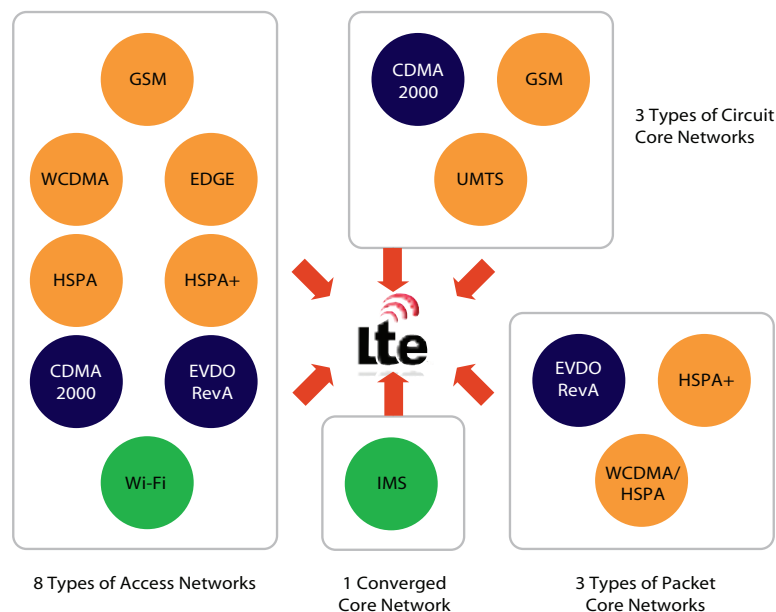 GSM
WCDMA
EDGE
HSPA
HSPA+
CDMA
2000
EVDO
RevA
Wi-Fi
8 Types of Access Networks
CDMA
2000
GSM
UMTS
3 Types of Circuit
Core Networks
Lte
IMS
1 Converged
Core Network
EVDO
RevA
HSPA+
WCDMA/
HSPA
3 Types of Packet
Core Networks